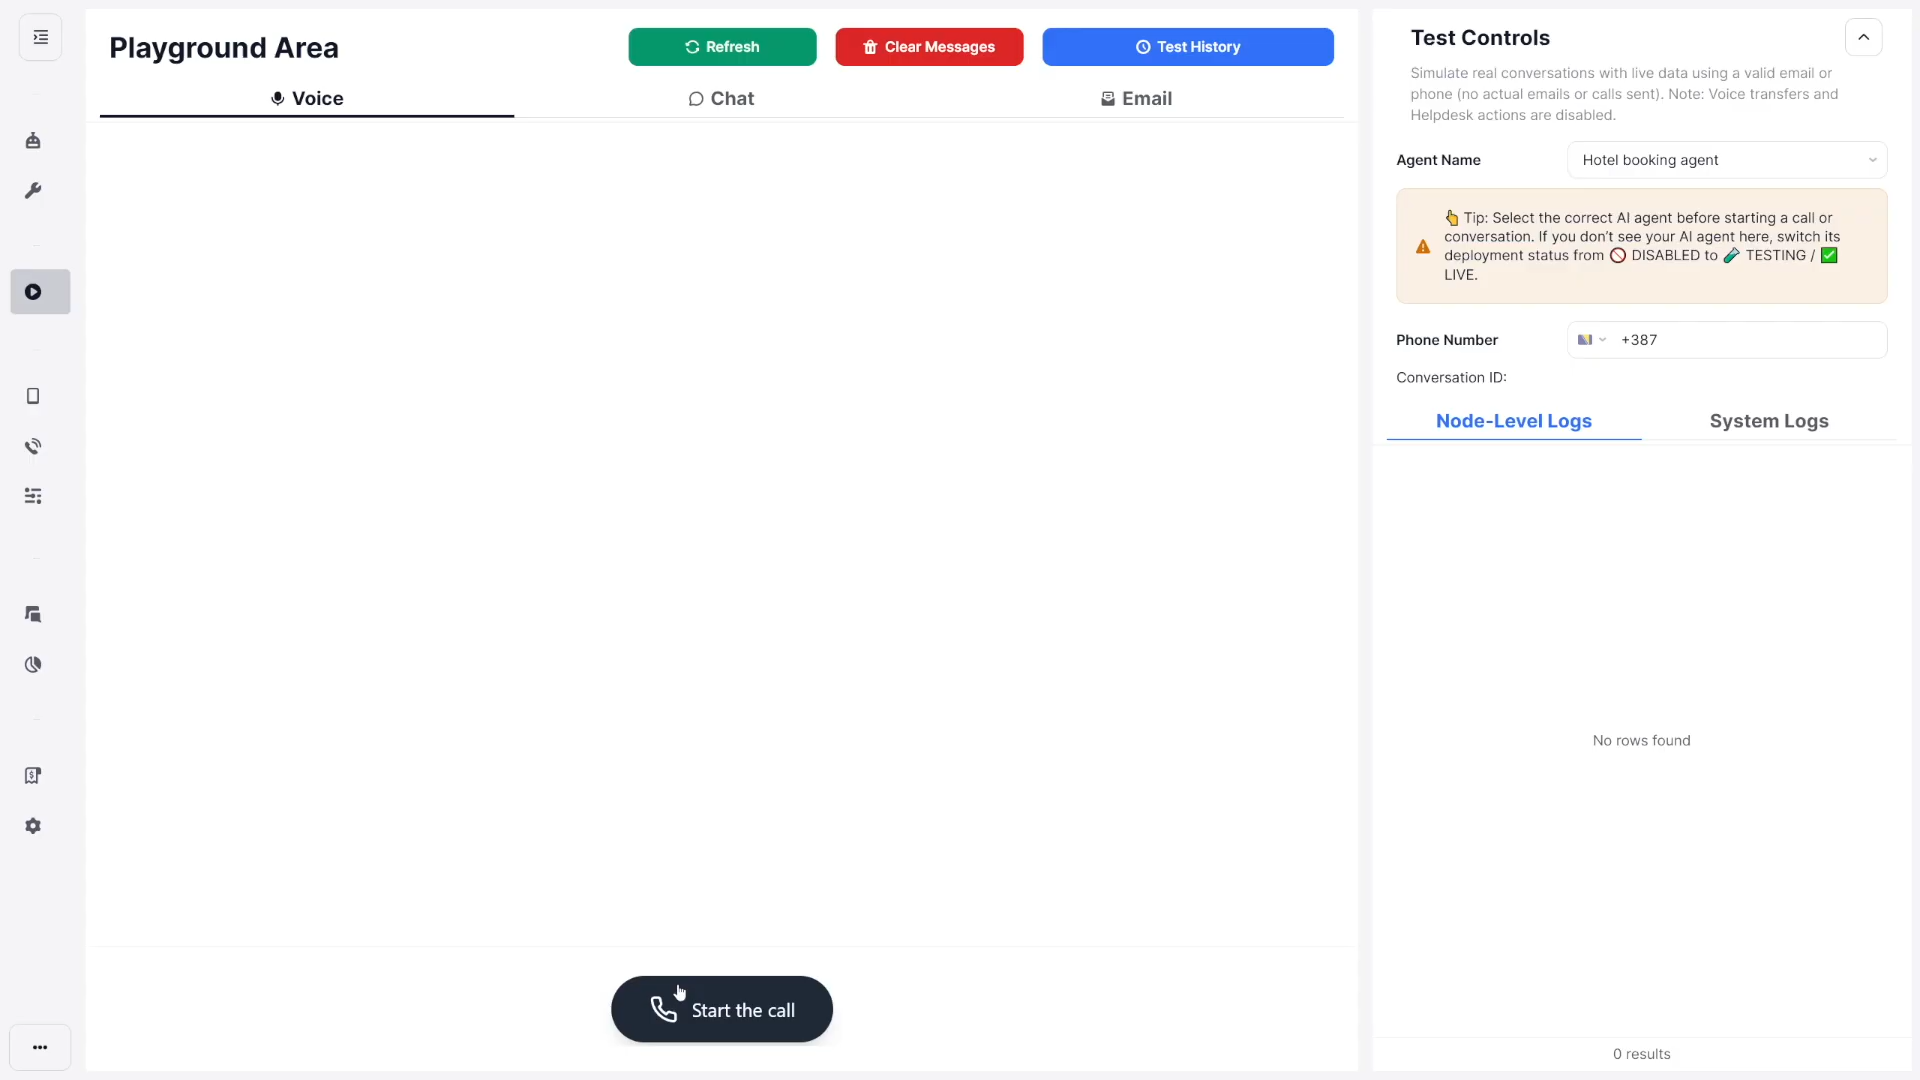 Playground Area
Refresh
Clear Messages
Test History
Voice
Chat
Email
Start the call
Test Controls
Simulate real conversations with live data using a valid email or
phone (no actual emails or calls sent). Note: Voice transfers and
Helpdesk actions are disabled.
Agent Name
Hotel booking agent
👆 Tip: Select the correct AI agent before starting a call or
conversation. If you don't see your AI agent here, switch its
deployment status from 🚫 DISABLED to 🧪 TESTING / ✅
LIVE.
Phone Number
+387
Conversation ID:
Node-Level Logs
System Logs
No rows found
0 results